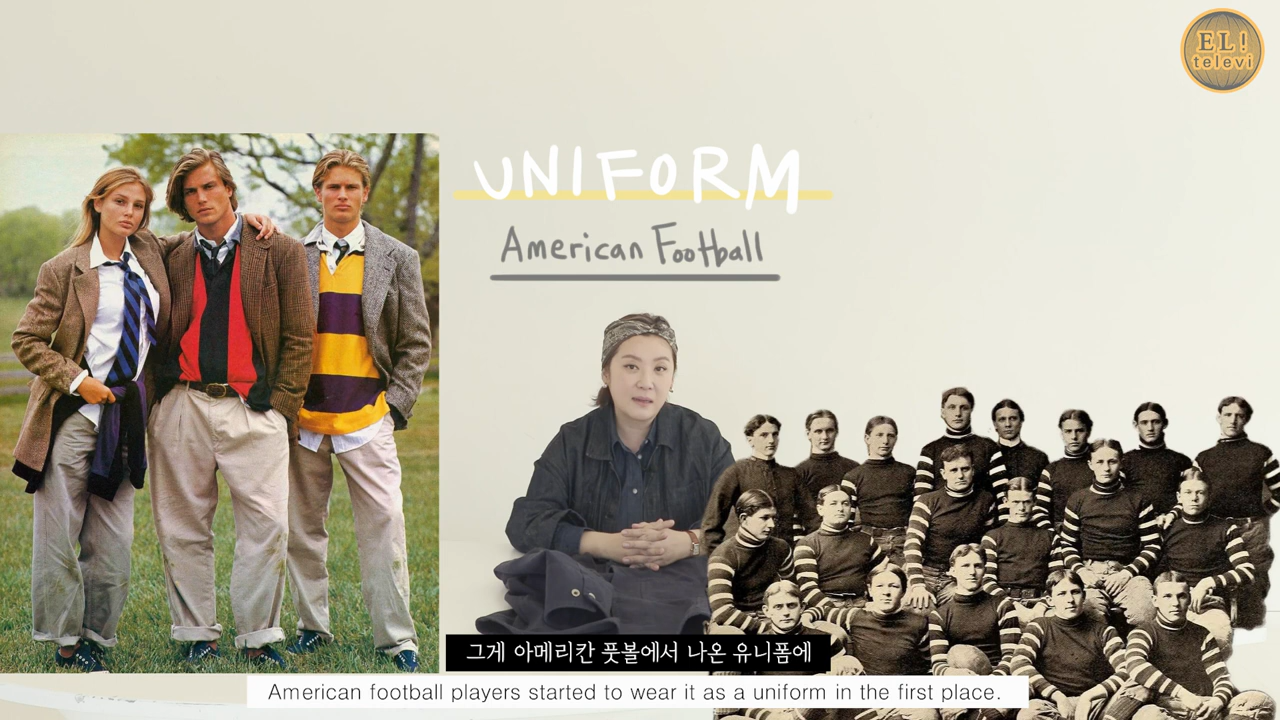 EL!
televi
UNIFORM
American Football
그게 아메리칸 풋볼에서 나온 유니폼에
American football players started to wear it as a uniform in the first place.